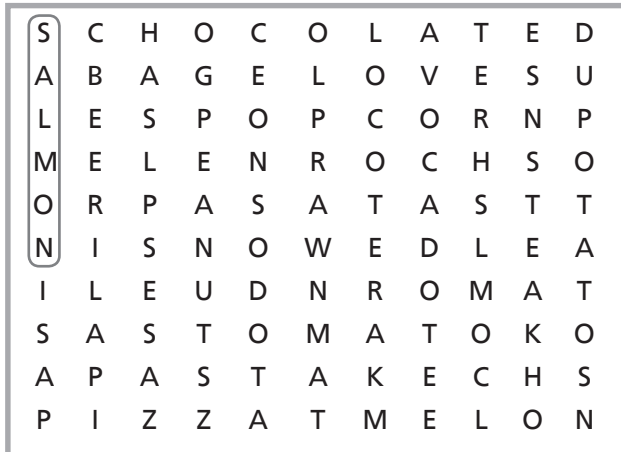 S C H O C O L A T E D
A B A G E L O V E S U
L E S P O P C O R N P
M E L E N R O C H S O
O R P A S A T A S T T
N I S N O W E D L E A
I L E U D N R O M A T
S A S T O M A T O K O
A P A S T A K E C H S
P I Z Z A T M E L O N